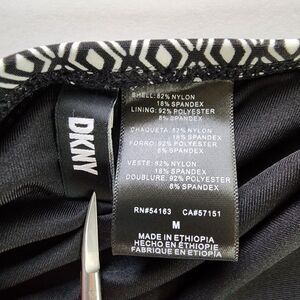 DKNY
SHELL: 82% NYLON
18% SPANDEX
LINING: 92% POLYESTER
8% SPANDEX
CHAQUETA: 82% NYLON
18% SPANDEX
FORRO: 92% POLYESTER
8% SPANDEX
VESTE: 82% NYLON
18% SPANDEX
DOUBLURE: 92% POLYESTER
8% SPANDEX
RN#54163 CA#57151
M
MADE IN ETHIOPIA
HECHO EN ÉTHIOPIE
FABRIQUE EN ETHIOPIA